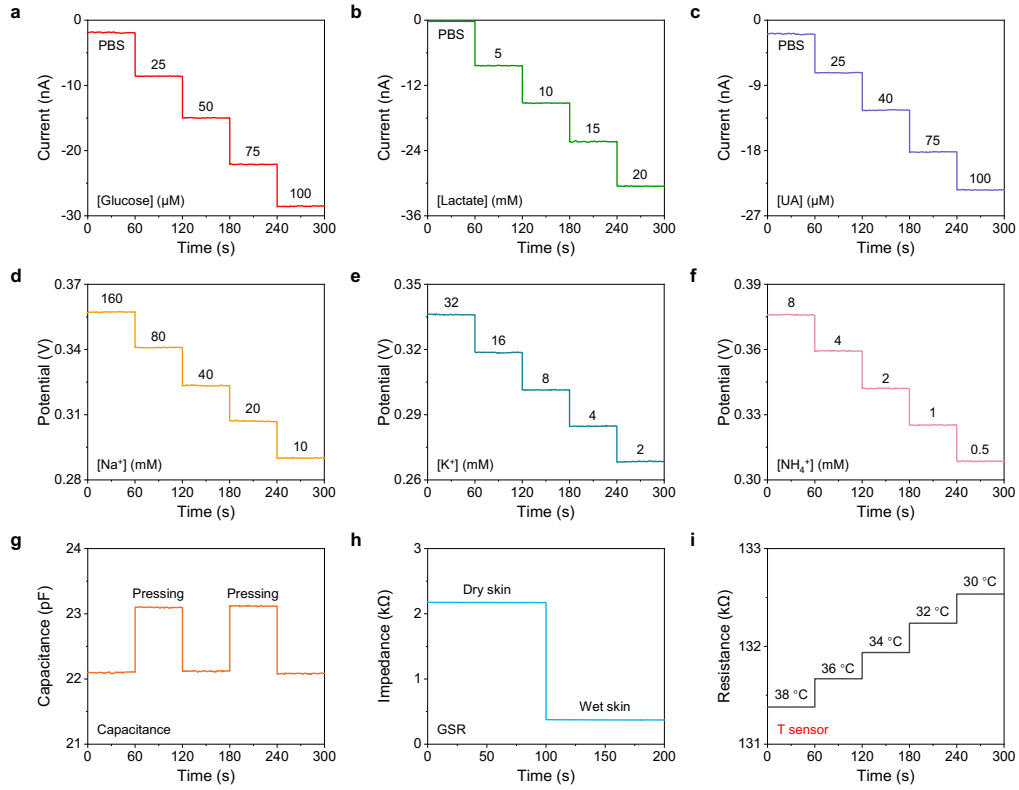 a
0
-10
-20
-30
Current (nA)
PBS
25
50
75
100
[Glucose] (μM)
0 60 120 180 240 300
Time (s)
b
0
-12
-24
-36
Current (nA)
PBS
5
10
15
20
[Lactate] (mM)
0 60 120 180 240 300
Time (s)
c
0
-9
-18
-27
Current (nA)
PBS
25
40
75
100
[UA] (μM)
0 60 120 180 240 300
Time (s)
d
0.37
0.34
0.31
0.28
Potential (V)
160
80
40
20
10
[Na⁺] (mM)
0 60 120 180 240 300
Time (s)
e
0.35
0.32
0.29
0.26
Potential (V)
32
16
8
4
2
[K⁺] (mM)
0 60 120 180 240 300
Time (s)
f
0.39
0.36
0.33
0.30
Potential (V)
8
4
2
1
0.5
[NH₄⁺] (mM)
0 60 120 180 240 300
Time (s)
g
24
23
22
21
Capacitance (pF)
Pressing Pressing
Capacitance
0 60 120 180 240 300
Time (s)
h
3
2
1
0
Impedance (kΩ)
Dry skin
Wet skin
GSR
0 50 100 150 200
Time (s)
i
133
132
131
Resistance (kΩ)
30 °C
32 °C
34 °C
36 °C
38 °C
T sensor
0 60 120 180 240 300
Time (s)